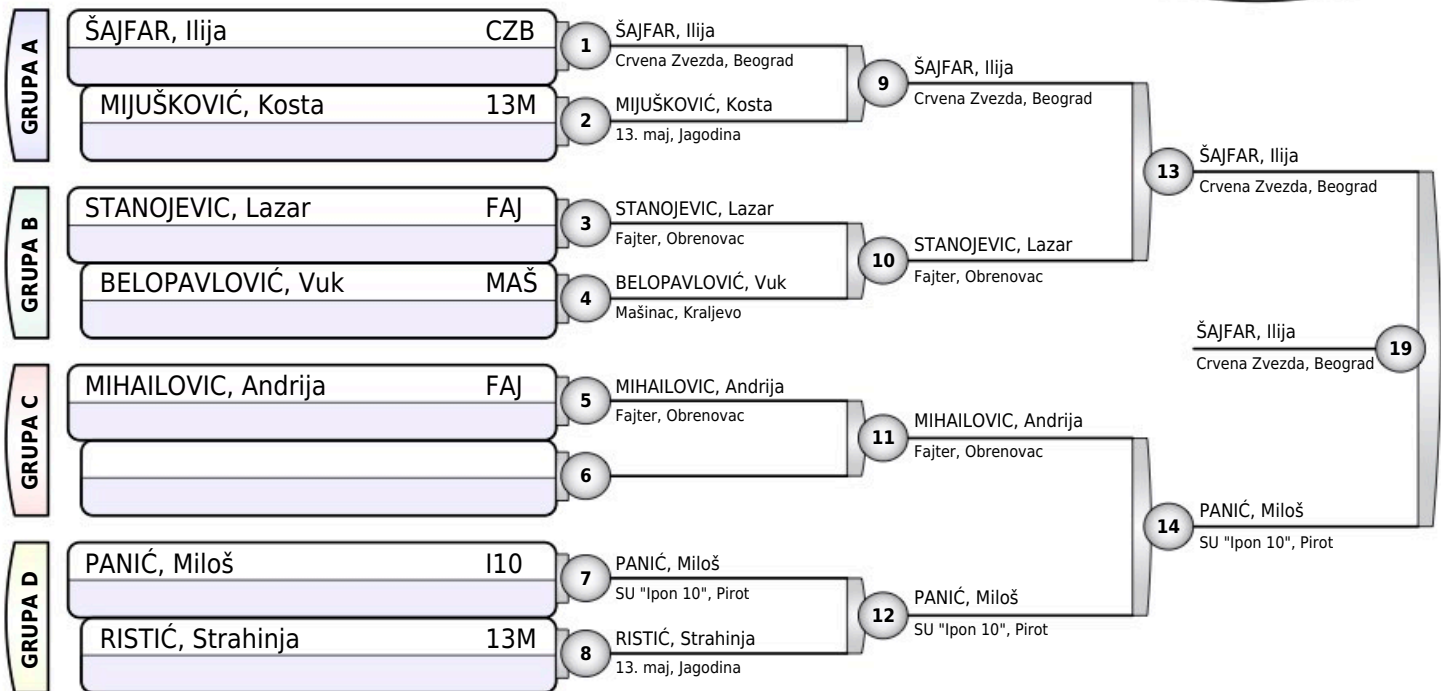 GRUPA A
ŠAJFAR, Ilija CZB
MIJUŠKOVIĆ, Kosta 13M
1
ŠAJFAR, Ilija
Crvena Zvezda, Beograd
2
MIJUŠKOVIĆ, Kosta
13. maj, Jagodina
9
ŠAJFAR, Ilija
Crvena Zvezda, Beograd
GRUPA B
STANOJEVIC, Lazar FAJ
BELOPAVLOVIĆ, Vuk MAŠ
3
STANOJEVIC, Lazar
Fajter, Obrenovac
4
BELOPAVLOVIĆ, Vuk
Mašinac, Kraljevo
10
STANOJEVIC, Lazar
Fajter, Obrenovac
13
ŠAJFAR, Ilija
Crvena Zvezda, Beograd
GRUPA C
MIHAILOVIC, Andrija FAJ
5
MIHAILOVIC, Andrija
Fajter, Obrenovac
6
11
MIHAILOVIC, Andrija
Fajter, Obrenovac
GRUPA D
PANIĆ, Miloš I10
RISTIĆ, Strahinja 13M
7
PANIĆ, Miloš
SU "Ipon 10", Pirot
8
RISTIĆ, Strahinja
13. maj, Jagodina
12
PANIĆ, Miloš
SU "Ipon 10", Pirot
14
PANIĆ, Miloš
SU "Ipon 10", Pirot
ŠAJFAR, Ilija
Crvena Zvezda, Beograd
19